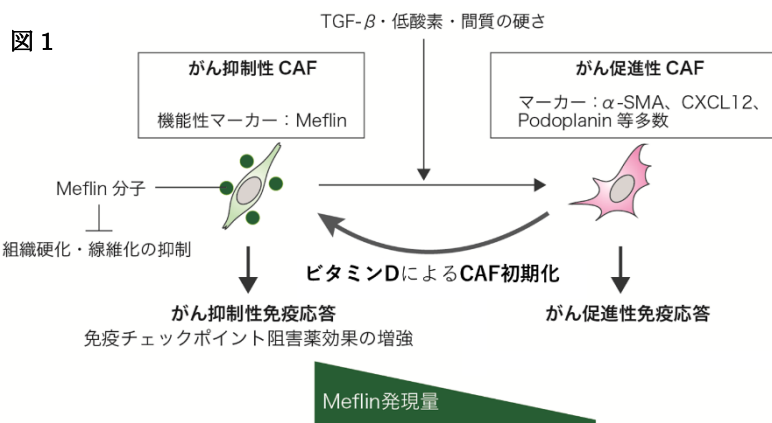 図1
TGF-β・低酸素・間質の硬さ
がん抑制性 CAF
機能性マーカー：Meflin
がん促進性 CAF
マーカー：α-SMA、CXCL12、
Podoplanin 等多数
Meflin 分子
組織硬化・線維化の抑制
ビタミンDによるCAF初期化
がん抑制性免疫応答
免疫チェックポイント阻害薬効果の増強
がん促進性免疫応答
Meflin発現量